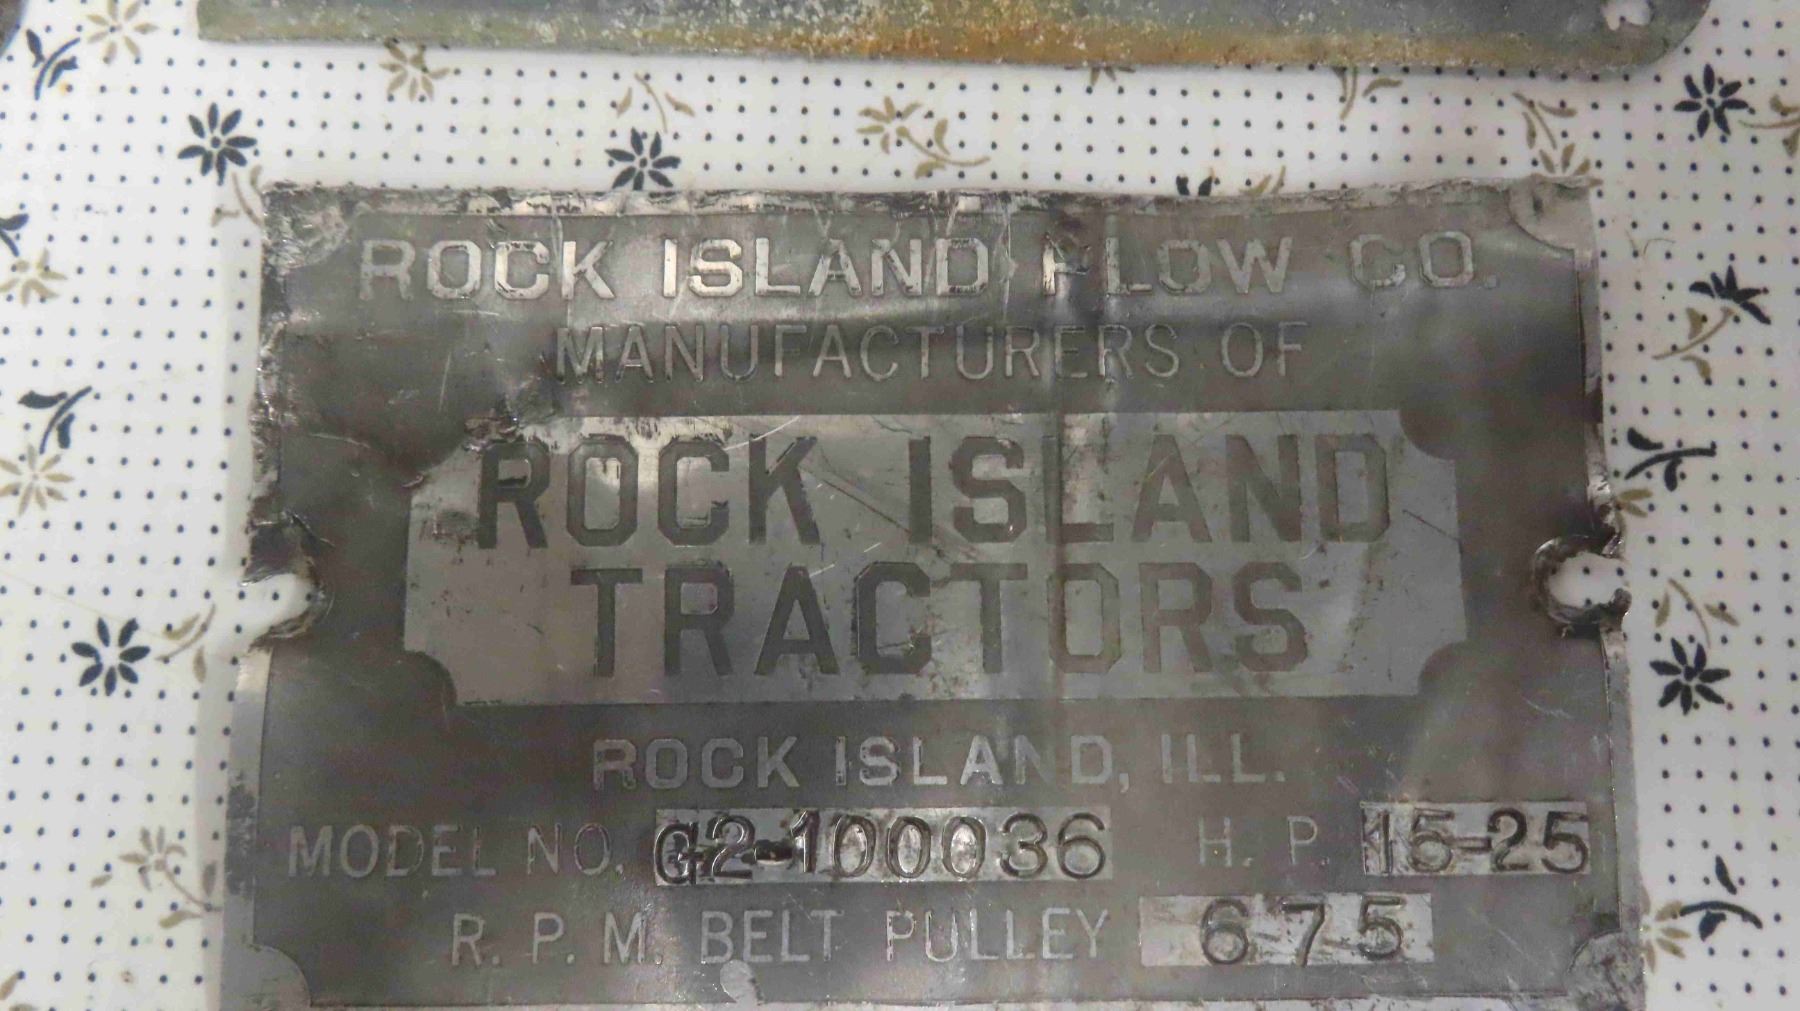 ROCK ISLAND PLOW CO.
MANUFACTURERS OF
ROCK ISLAND
TRACTORS
ROCK ISLAND, ILL.
MODEL NO. G2-100036 H. P. 15-25
R. P. M. BELT PULLEY 675